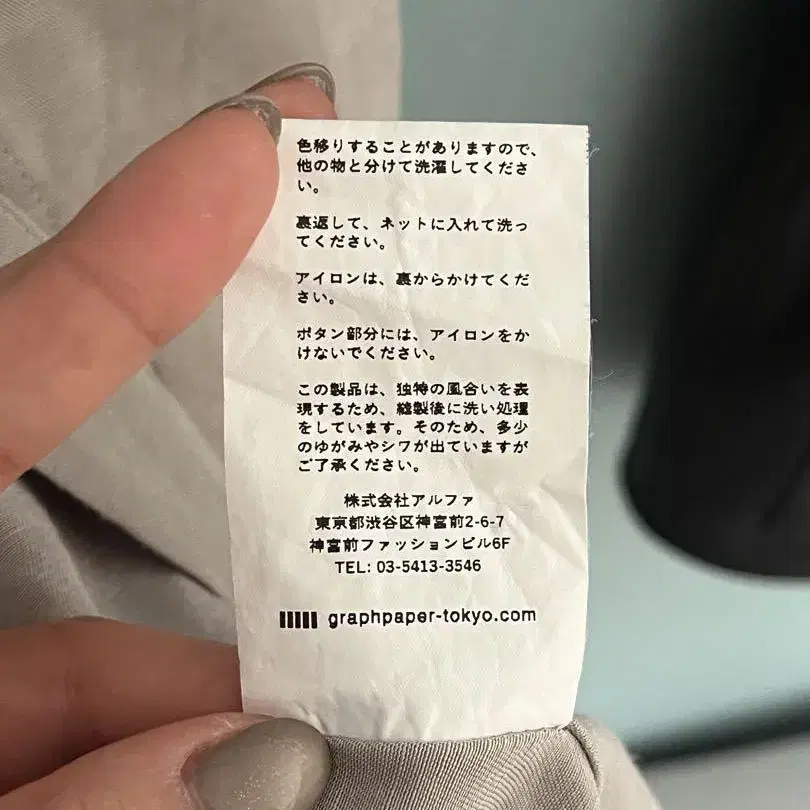 色移りすることがありますので、
他の物と分けて洗濯してくださ
い。
裏返して、ネットに入れて洗っ
てください。
アイロンは、裏からかけてくだ
さい。
ボタン部分には、アイロンをか
けないでください。
この製品は、独特の風合いを表
現するため、縫製後に洗い処理
をしています。そのため、多少
のゆがみやシワが出ていますが
ご了承ください。
株式会社アルファ
東京都渋谷区神宮前2-6-7
神宮前ファッションビル6F
TEL: 03-5413-3546
graphpaper-tokyo.com